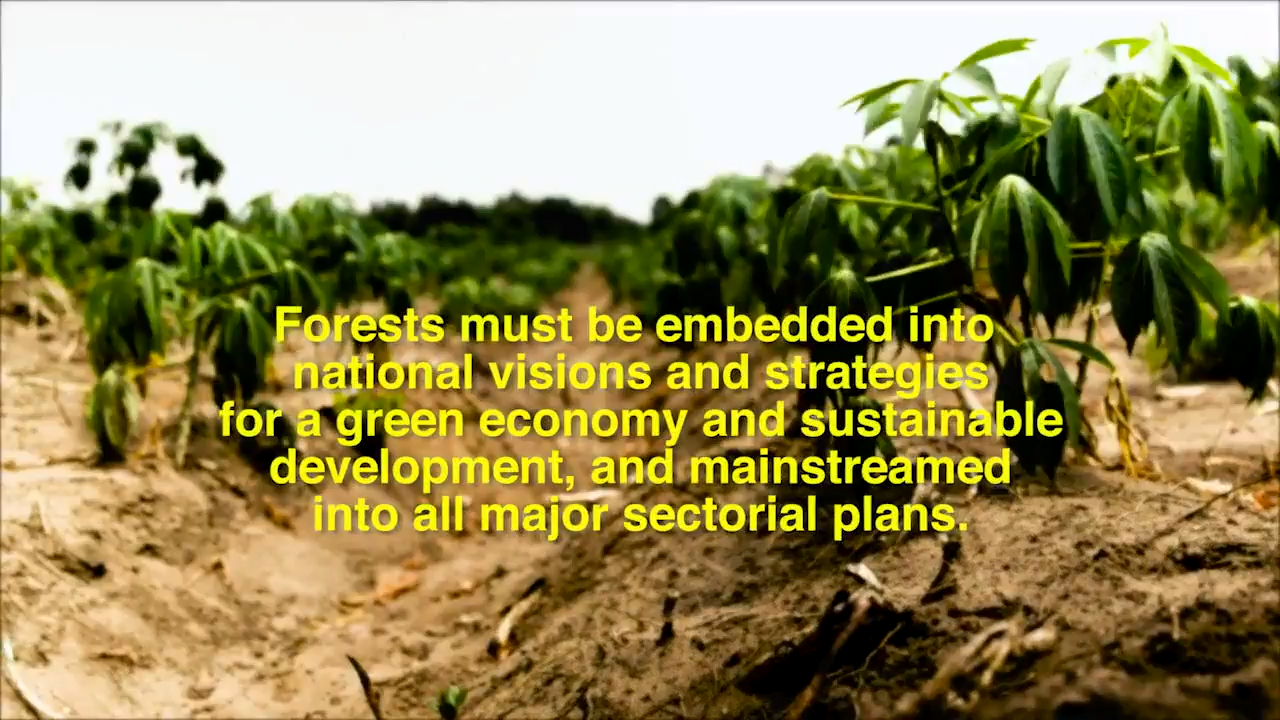 Forests must be embedded into
national visions and strategies
for a green economy and sustainable
development, and mainstreamed
into all major sectorial plans.